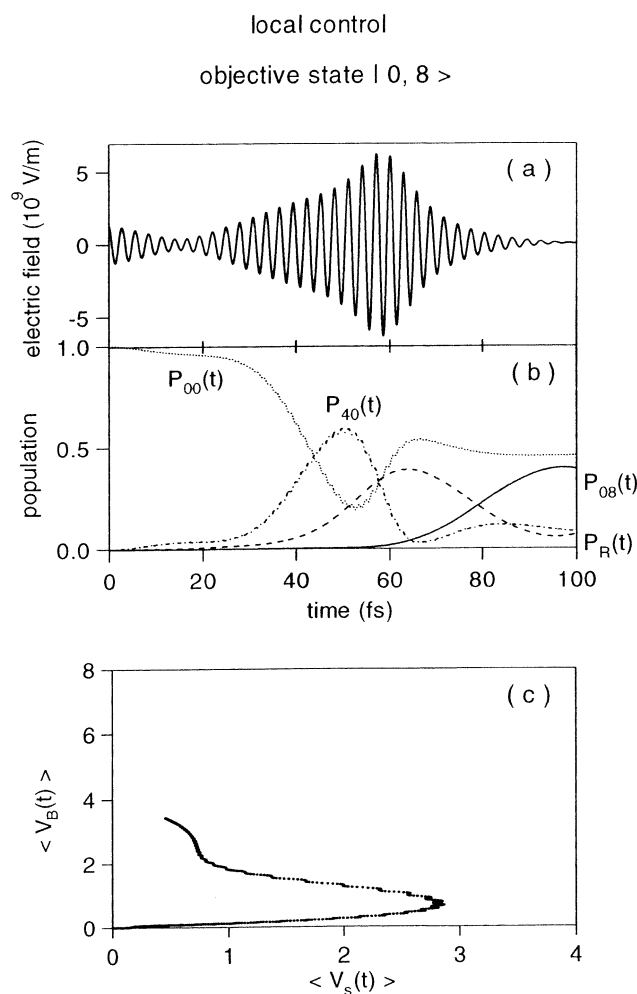 local control
objective state | 0, 8 >
( a )
electric field (10⁹ V/m)
5
0
-5
( b )
population
1.0
0.5
0.0
P₀₀(t)
P₄₀(t)
P₀₈(t)
P_R(t)
0 20 40 60 80 100
time (fs)
( c )
< V_B(t) >
8
6
4
2
0
0 1 2 3 4
< V_s(t) >